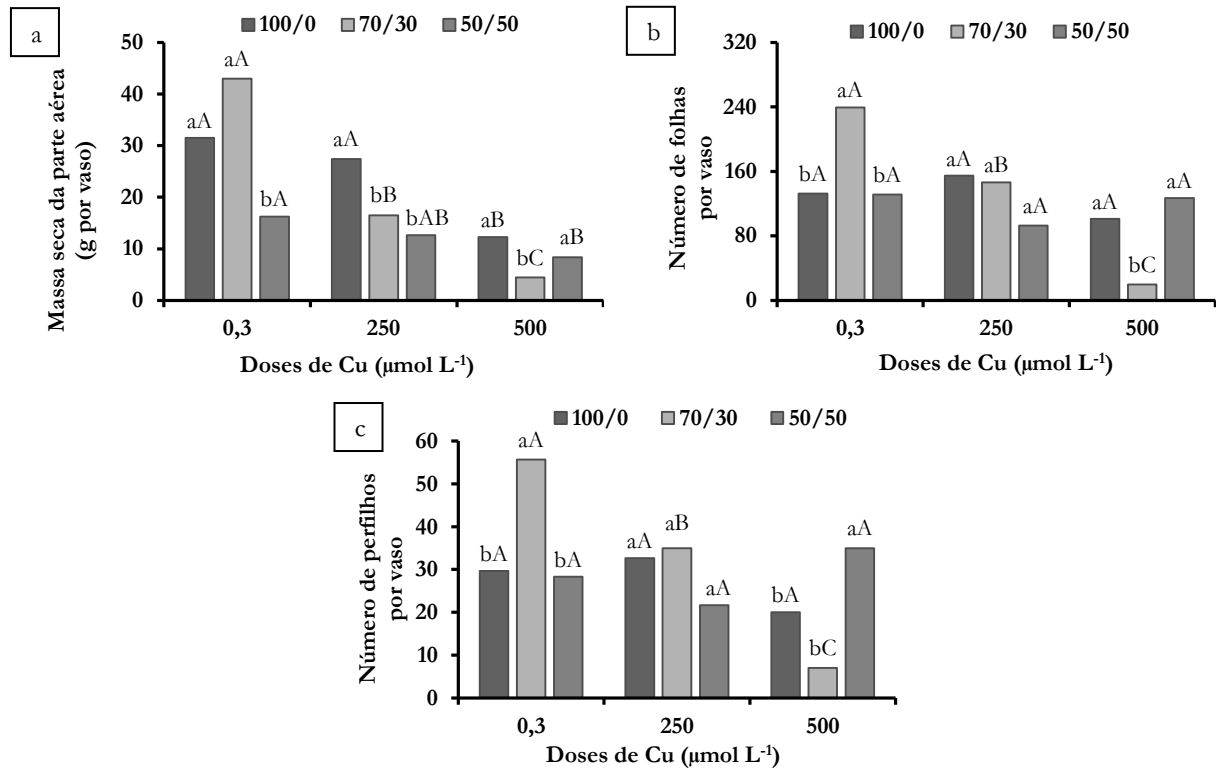 a
100/0 70/30 50/50
Massa seca da parte aérea
(g por vaso)
50
40
30
20
10
0
aA aA bA
aA bB bAB
aB bC aB
0,3 250 500
Doses de Cu (µmol L⁻¹)
b
100/0 70/30 50/50
Número de folhas
por vaso
320
240
160
80
0
bA aA bA
aA aB aA
aA bC aA
0,3 250 500
Doses de Cu (µmol L⁻¹)
c
100/0 70/30 50/50
Número de perfilhos
por vaso
60
50
40
30
20
10
0
bA aA bA
aA aB aA
bA bC aA
0,3 250 500
Doses de Cu (µmol L⁻¹)